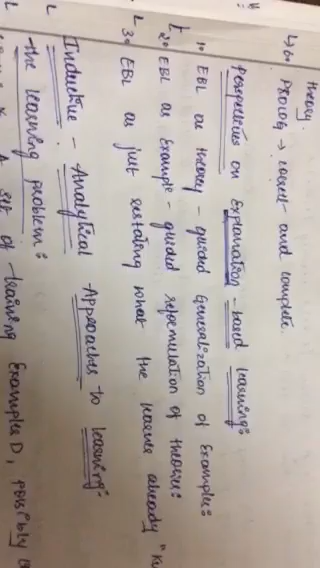 theory.
↳ 6. PROLOG → correct and complete.
Perspectives on Explanation-based learning:
1° EBL as theory - guided Generalization of Examples:
2° EBL as Example - guided reformulation of theories:
3° EBL as just restating what the learner already "
Inductive - Analytical Approaches to learning:
the learning problem:
A set of training Examples D, possibly